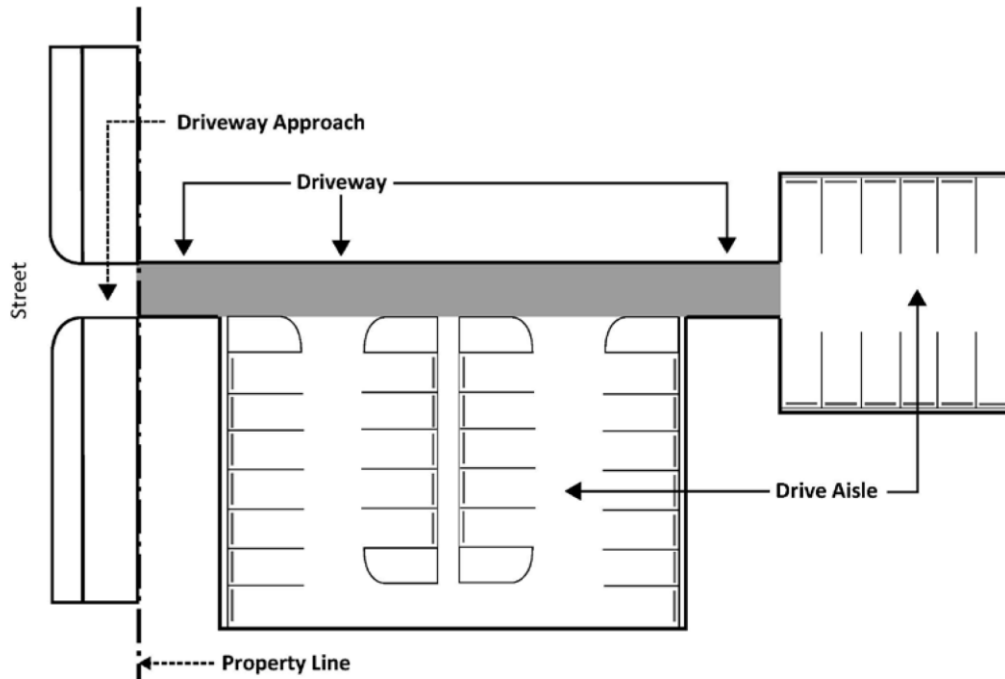 Driveway Approach
Driveway
Street
Drive Aisle
Property Line